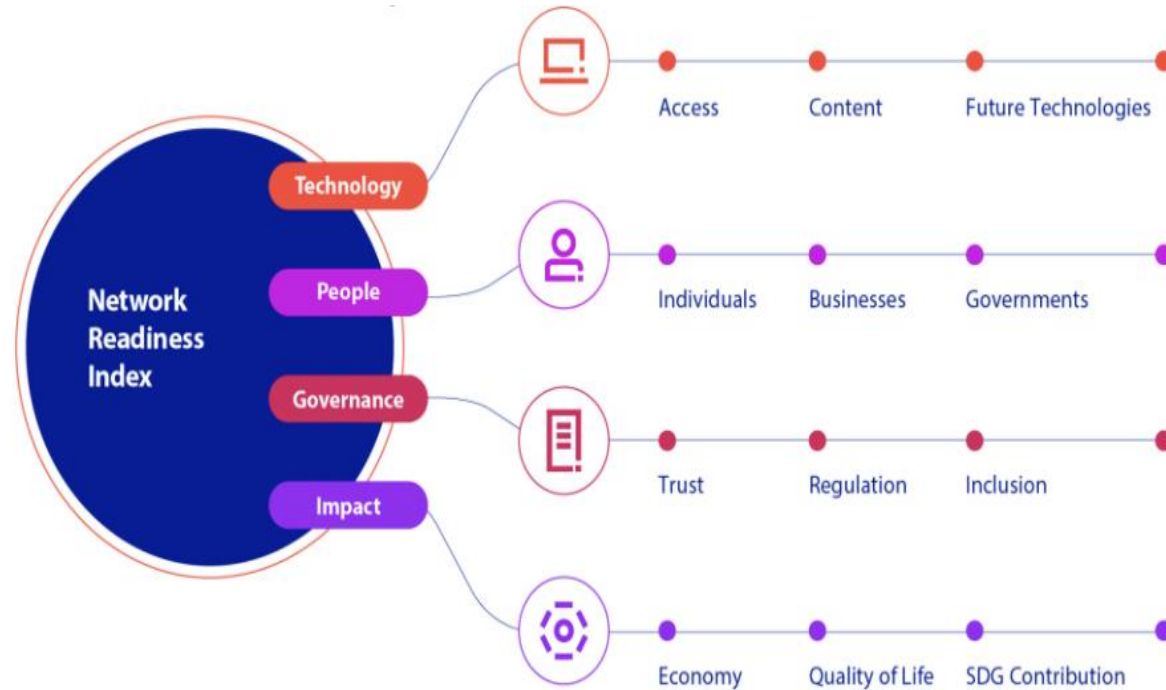 Network
Readiness
Index
Technology
Access
Content
Future Technologies
People
Individuals
Businesses
Governments
Governance
Trust
Regulation
Inclusion
Impact
Economy
Quality of Life
SDG Contribution